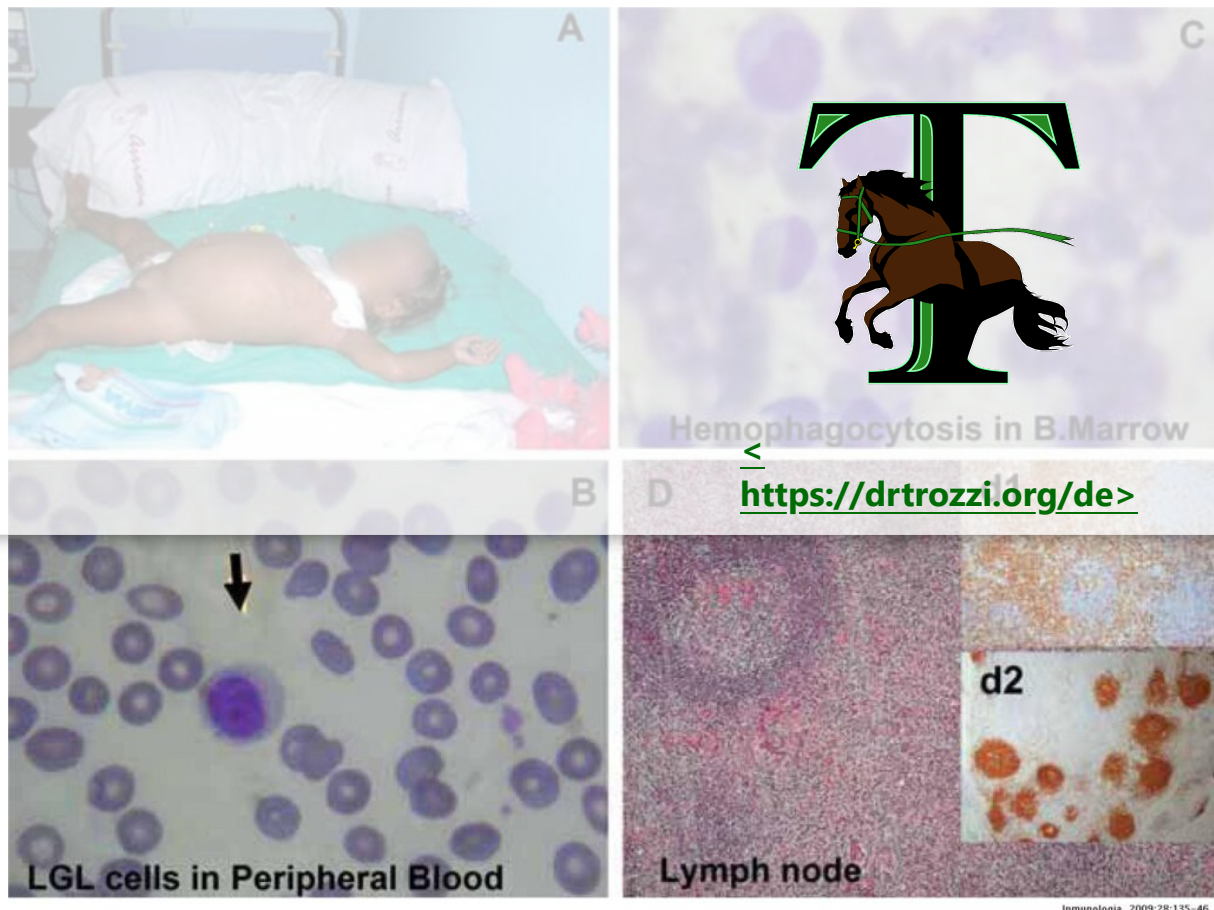 A
C
T
Hemophagocytosis in B.Marrow
<
https://drtrozzi.org/de>
B
D
d1
d2
LGL cells in Peripheral Blood
Lymph node
Inmunologia. 2009;28:135-46